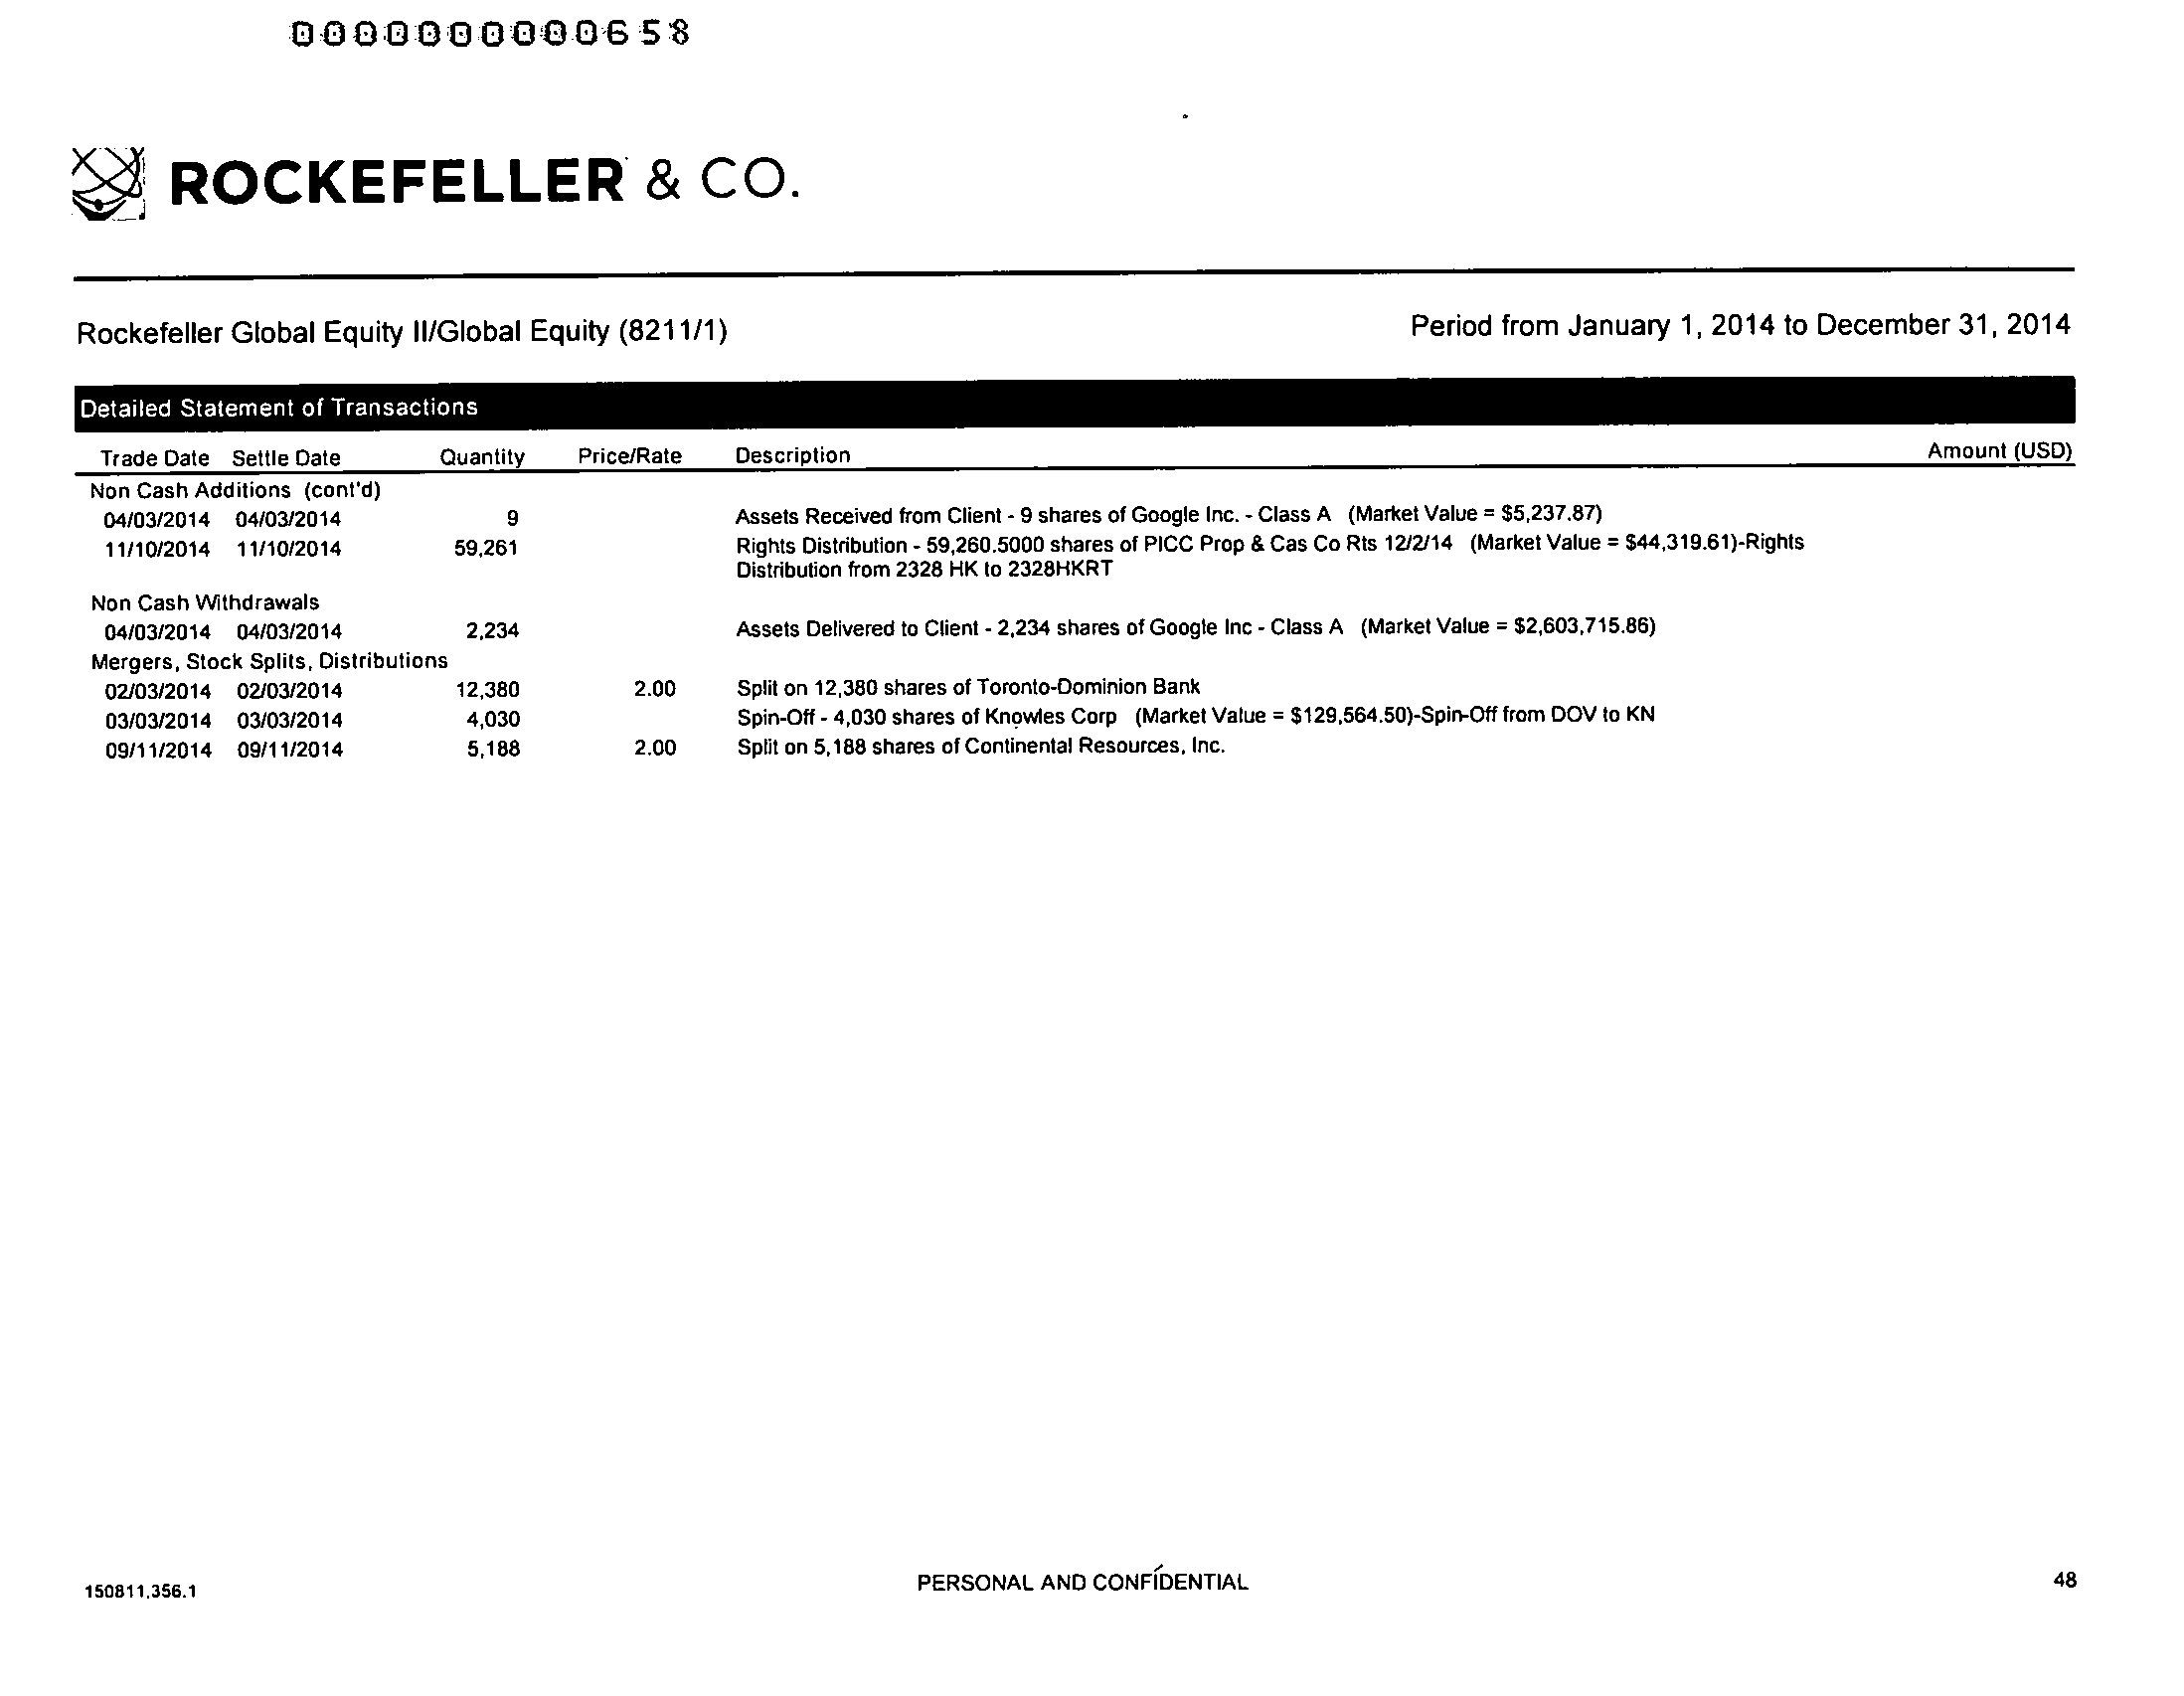 0000000000658
ROCKEFELLER & CO.
Rockefeller Global Equity II/Global Equity (8211/1) Period from January 1, 2014 to December 31, 2014
Detailed Statement of Transactions
Trade Date Settle Date Quantity Price/Rate Description Amount (USD)
Non Cash Additions (cont'd)
04/03/2014 04/03/2014 9 Assets Received from Client - 9 shares of Google Inc. - Class A (Market Value = $5,237.87)
11/10/2014 11/10/2014 59,261 Rights Distribution - 59,260.5000 shares of PICC Prop & Cas Co Rts 12/2/14 (Market Value = $44,319.61)-Rights
Distribution from 2328 HK to 2328HKRT
Non Cash Withdrawals
04/03/2014 04/03/2014 2,234 Assets Delivered to Client - 2,234 shares of Google Inc - Class A (Market Value = $2,603,715.86)
Mergers, Stock Splits, Distributions
02/03/2014 02/03/2014 12,380 2.00 Split on 12,380 shares of Toronto-Dominion Bank
03/03/2014 03/03/2014 4,030 Spin-Off - 4,030 shares of Knowles Corp (Market Value = $129,564.50)-Spin-Off from DOV to KN
09/11/2014 09/11/2014 5,188 2.00 Split on 5,188 shares of Continental Resources, Inc.
150811.356.1 PERSONAL AND CONFIDENTIAL 48